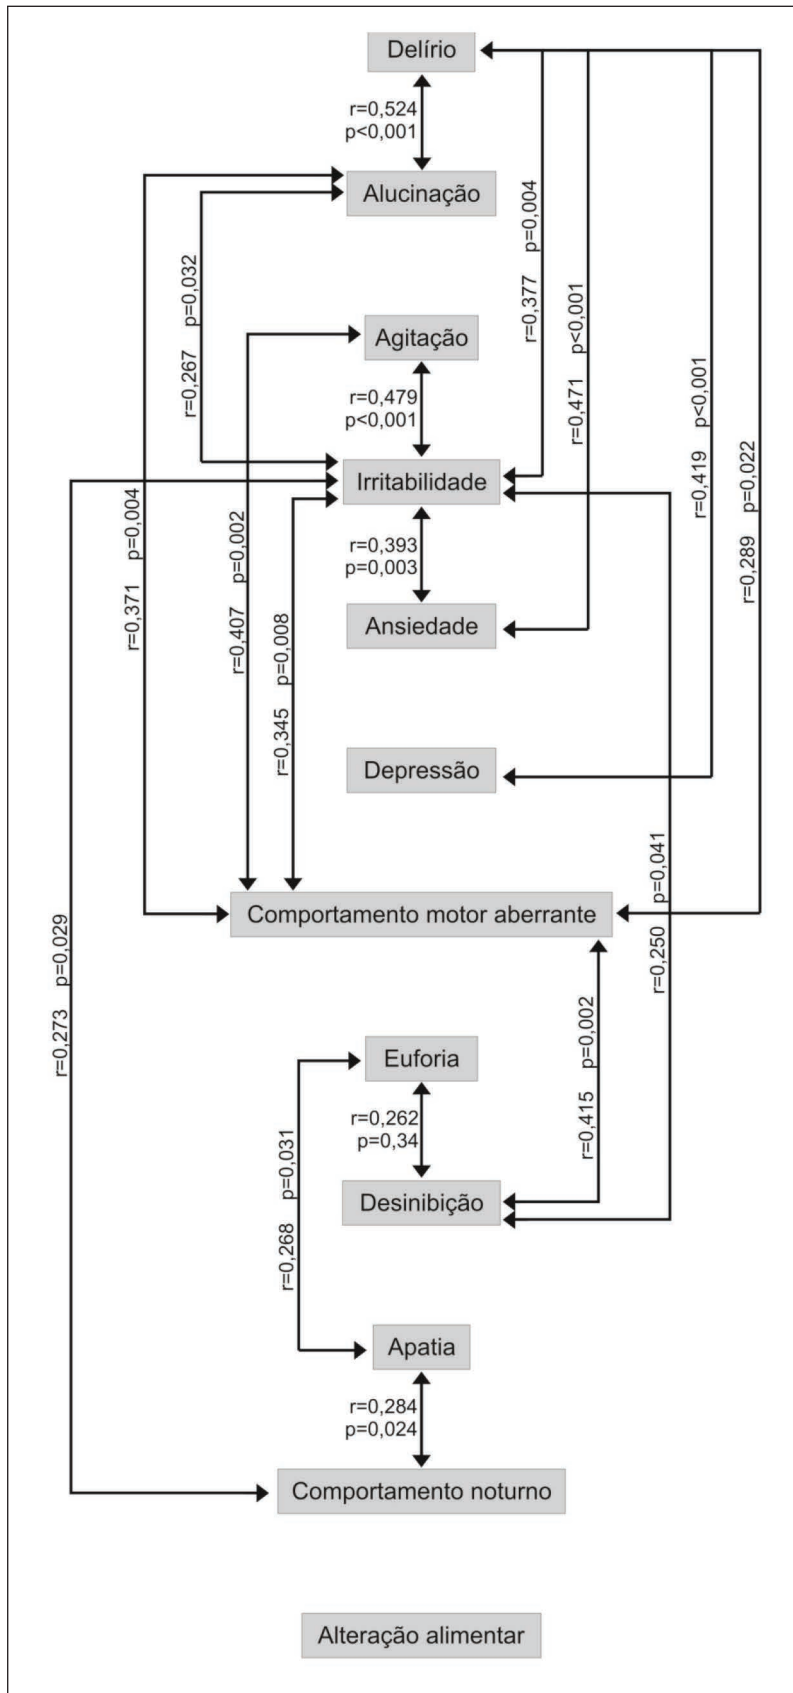 Delírio
r=0,524
p<0,001
Alucinação
r=0,377 p=0,004
r=0,267 p=0,032
Agitação
r=0,471 p<0,001
r=0,479
p<0,001
r=0,419 p<0,001
Irritabilidade
r=0,371 p=0,004
r=0,407 p=0,002
r=0,289 p=0,022
r=0,393
p=0,003
Ansiedade
r=0,345 p=0,008
Depressão
Comportamento motor aberrante
r=0,250 p=0,041
r=0,273 p=0,029
Euforia
r=0,415 p=0,002
r=0,262
p=0,34
Desinibição
r=0,268 p=0,031
Apatia
r=0,284
p=0,024
Comportamento noturno
Alteração alimentar